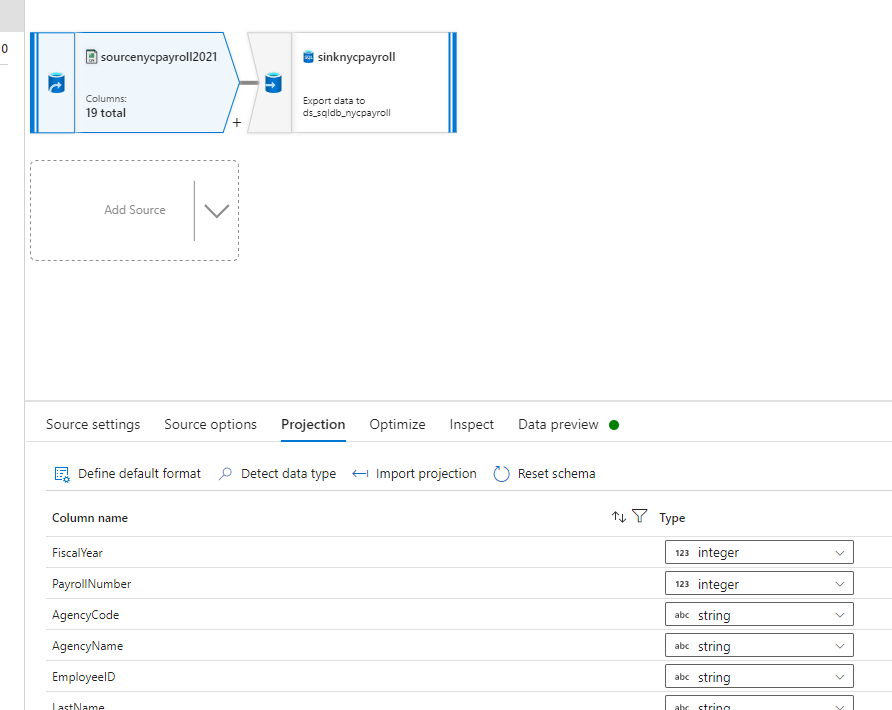 0
sourcenycpayroll2021
Columns:
19 total
+
sinknycpayroll
Export data to
ds_sqldb_nycpayroll
Add Source
Source settings Source options Projection Optimize Inspect Data preview
Define default format Detect data type Import projection Reset schema
Column name Type
FiscalYear 123 integer
PayrollNumber 123 integer
AgencyCode abc string
AgencyName abc string
EmployeeID abc string
LastName abc string